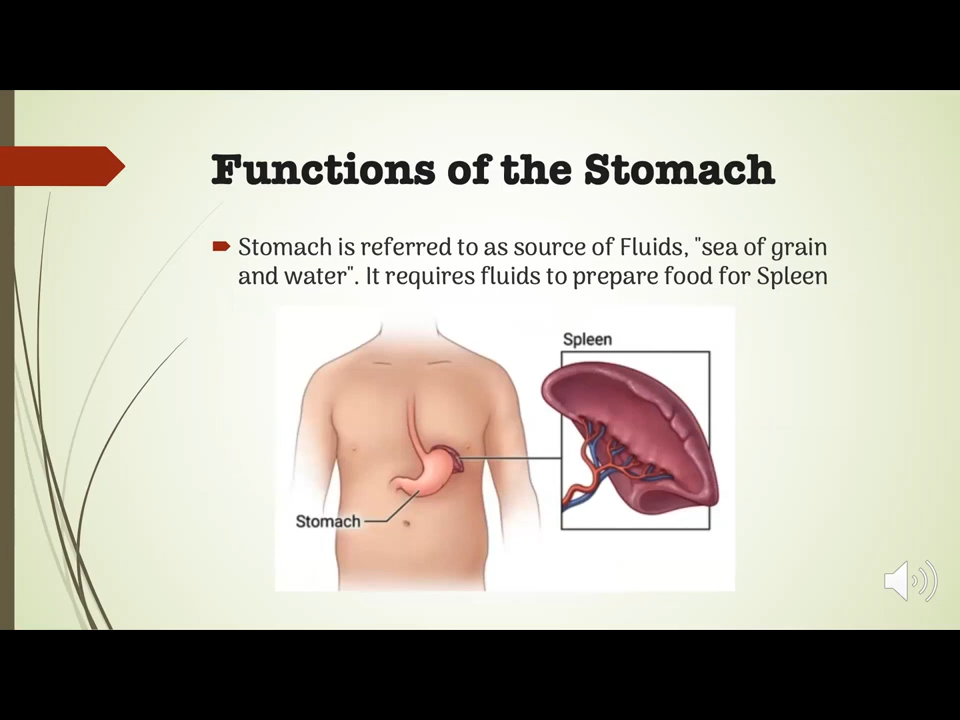 Functions of the Stomach
Stomach is referred to as source of Fluids, "sea of grain
and water". It requires fluids to prepare food for Spleen
Spleen
Stomach